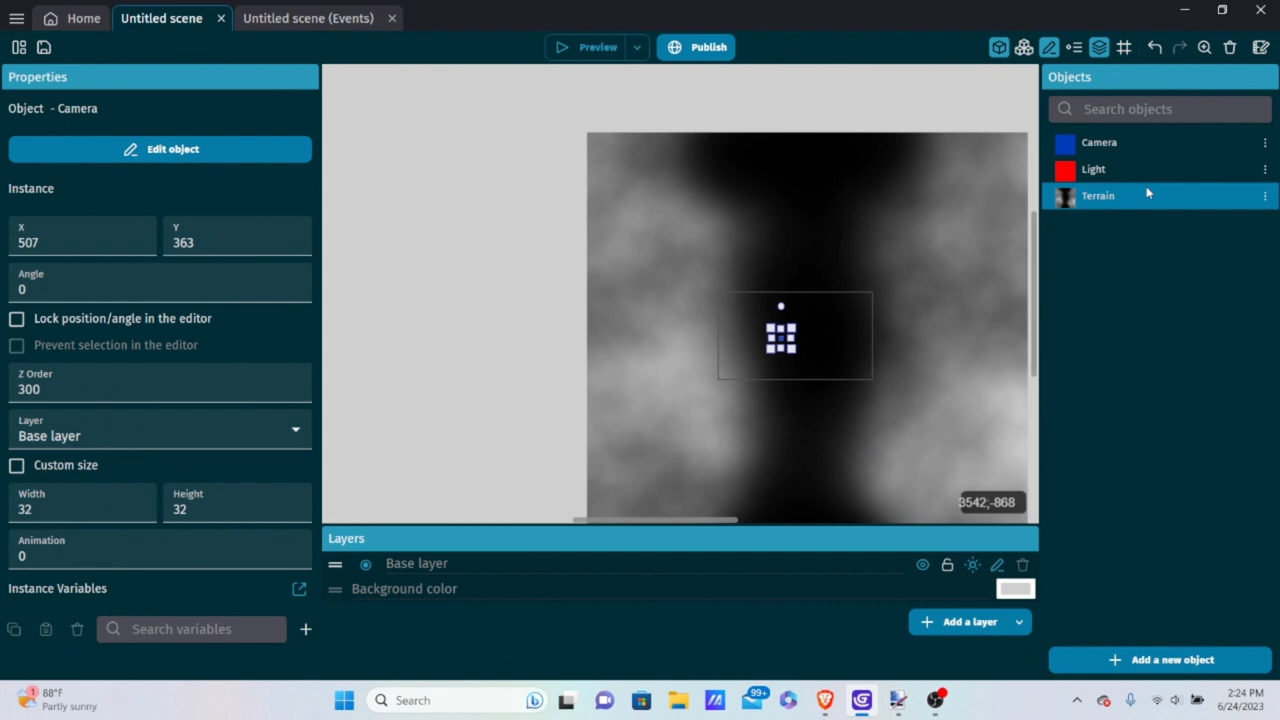 Home
Untitled scene
Untitled scene (Events)
Preview
Publish
Properties
Objects
Object - Camera
Search objects
Edit object
Camera
Light
Terrain
Instance
X
507
Y
363
Angle
0
Lock position/angle in the editor
Prevent selection in the editor
Z Order
300
Layer
Base layer
Custom size
Width
32
Height
32
Animation
0
3542;-868
Layers
Base layer
Background color
Instance Variables
Search variables
Add a layer
Add a new object
1
88°F
Partly sunny
Search
99+
2:24 PM
6/24/2023